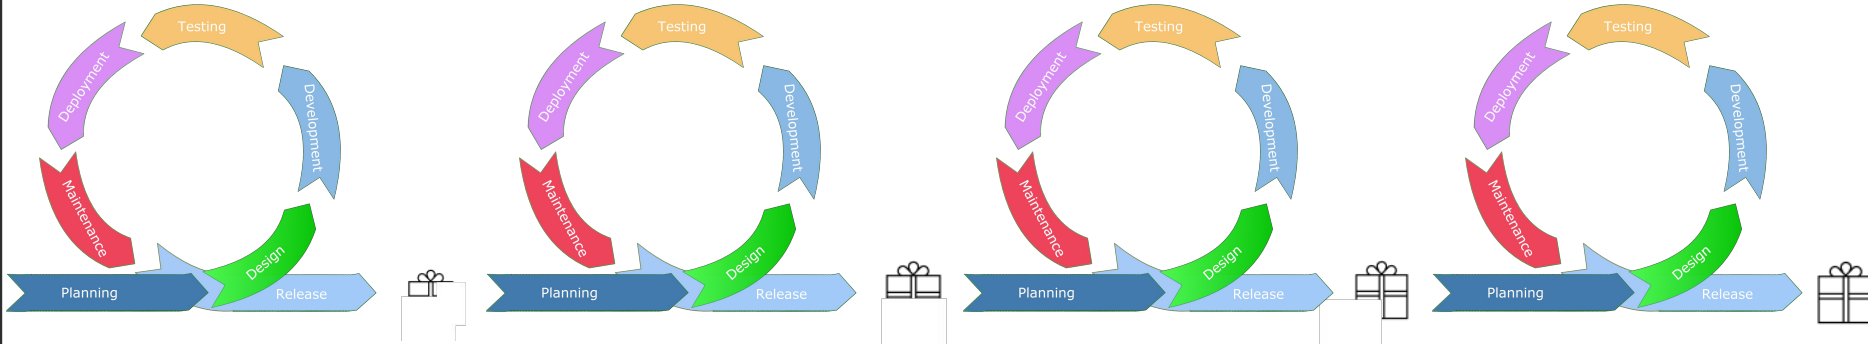 Testing
Deployment
Development
Maintenance
Design
Planning
Release
Testing
Deployment
Development
Maintenance
Design
Planning
Release
Testing
Deployment
Development
Maintenance
Design
Planning
Release
Testing
Deployment
Development
Maintenance
Design
Planning
Release